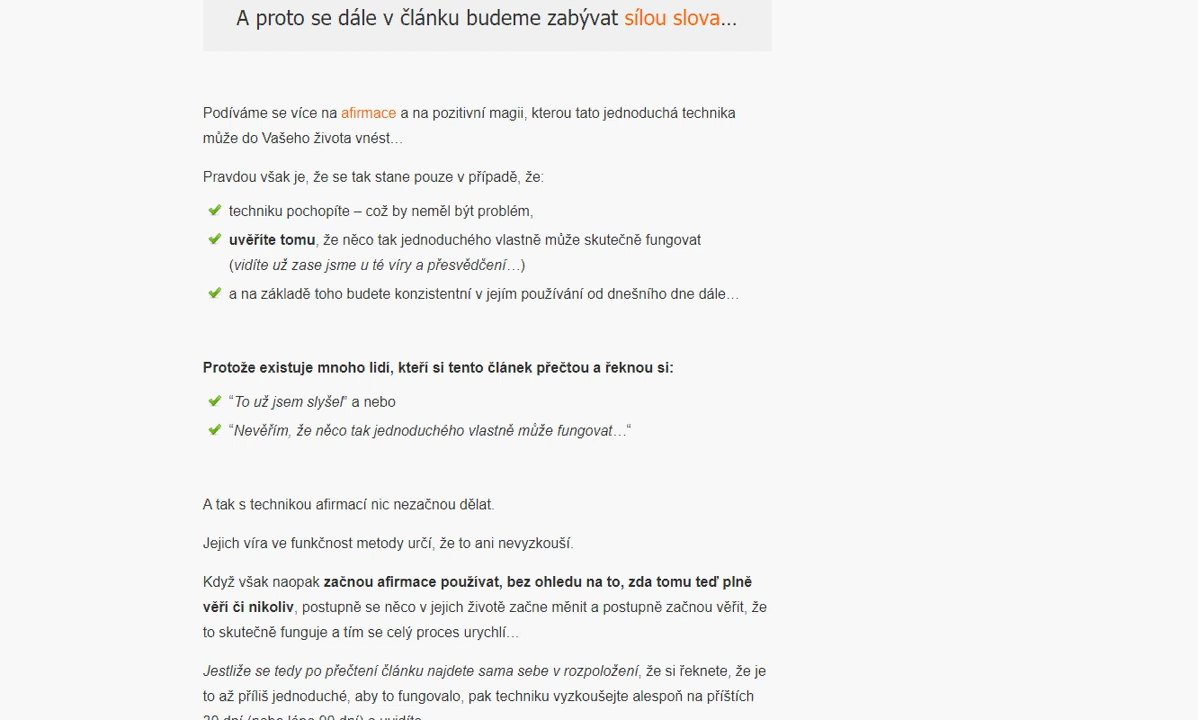 A proto se dále v článku budeme zabývat sílou slova…
Podíváme se více na afirmace a na pozitivní magii, kterou tato jednoduchá technika
může do Vašeho života vnést…
Pravdou však je, že se tak stane pouze v případě, že:
techniku pochopíte – což by neměl být problém,
uvěříte tomu, že něco tak jednoduchého vlastně může skutečně fungovat
(vidíte už zase jsme u té víry a přesvědčení…)
a na základě toho budete konzistentní v jejím používání od dnešního dne dále…
Protože existuje mnoho lidí, kteří si tento článek přečtou a řeknou si:
“To už jsem slyšel“ a nebo
“Nevěřím, že něco tak jednoduchého vlastně může fungovat…“
A tak s technikou afirmací nic nezačnou dělat.
Jejich víra ve funkčnost metody určí, že to ani nevyzkouší.
Když však naopak začnou afirmace používat, bez ohledu na to, zda tomu teď plně
věří či nikoliv, postupně se něco v jejich životě začne měnit a postupně začnou věřit, že
to skutečně funguje a tím se celý proces urychlí…
Jestliže se tedy po přečtení článku najdete sama sebe v rozpoložení, že si řeknete, že je
to až příliš jednoduché, aby to fungovalo, pak techniku vyzkoušejte alespoň na příštích
30 dní (nebo lépe 90 dní) a uvidíte